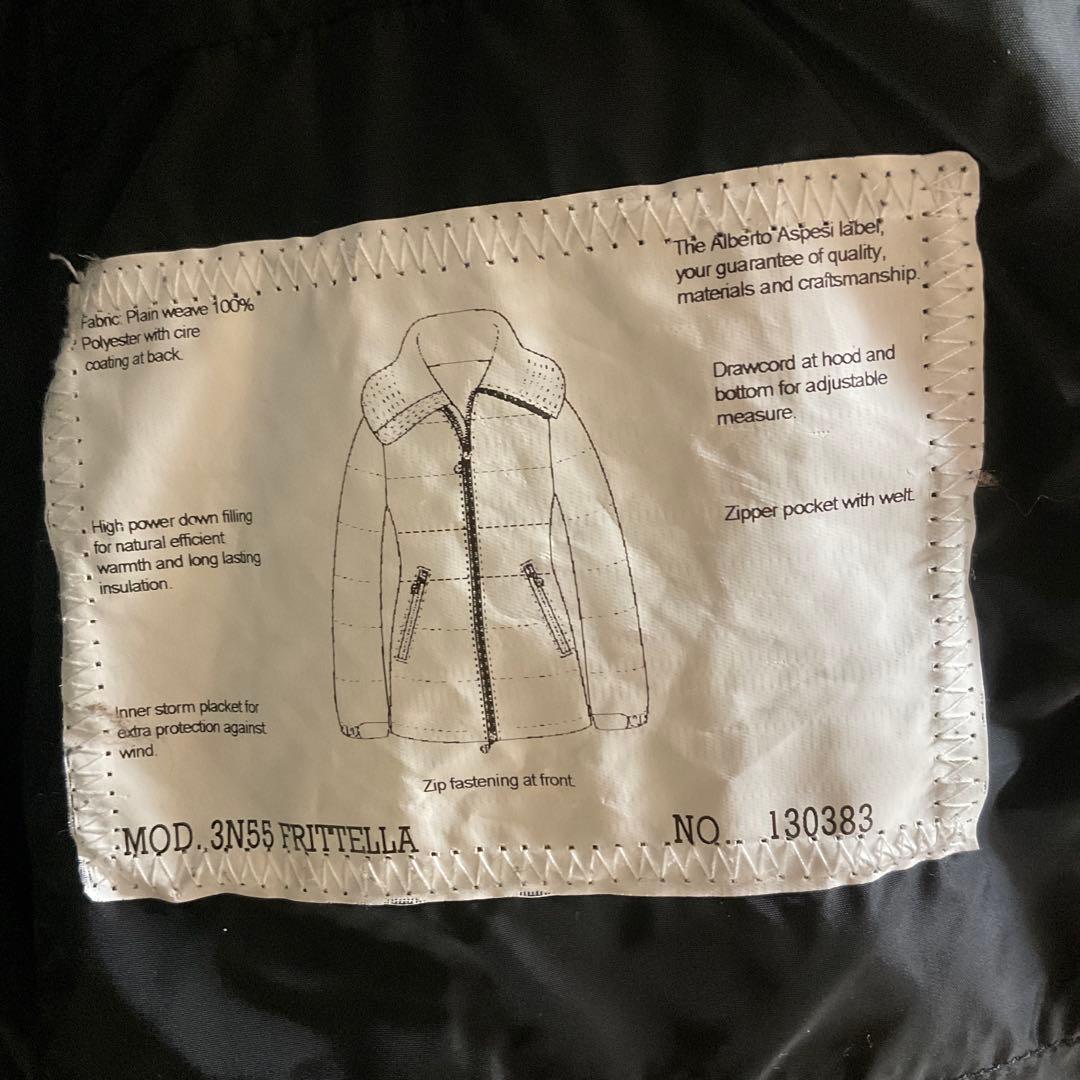 Fabric: Plain weave 100%
Polyester with cire
coating at back.
"The Alberto Aspesi label,
your guarantee of quality,
materials and craftsmanship.
Drawcord at hood and
bottom for adjustable
measure.
High power down filling
for natural efficient
warmth and long lasting
insulation.
Zipper pocket with welt.
Inner storm placket for
extra protection against
wind.
Zip fastening at front.
MOD. 3N55 FRITTELLA
NO. 130383